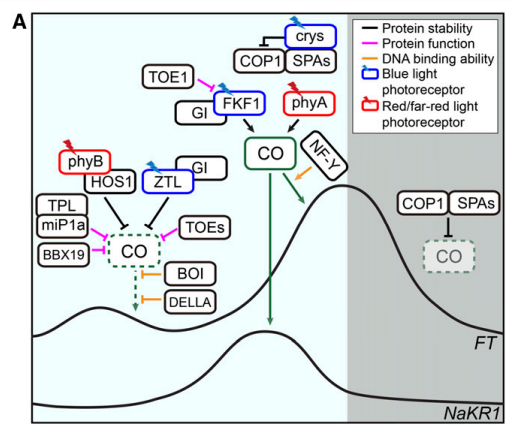 A
crys
COP1 SPAs
Protein stability
Protein function
DNA binding ability
Blue light
photoreceptor
Red/far-red light
photoreceptor
TOE1
GI FKF1
phyA
CO
NF-Y
phyB
HOS1
ZTL GI
TPL
miP1a
BBX19
CO
TOEs
BOI
DELLA
COP1 SPAs
CO
FT
NaKR1